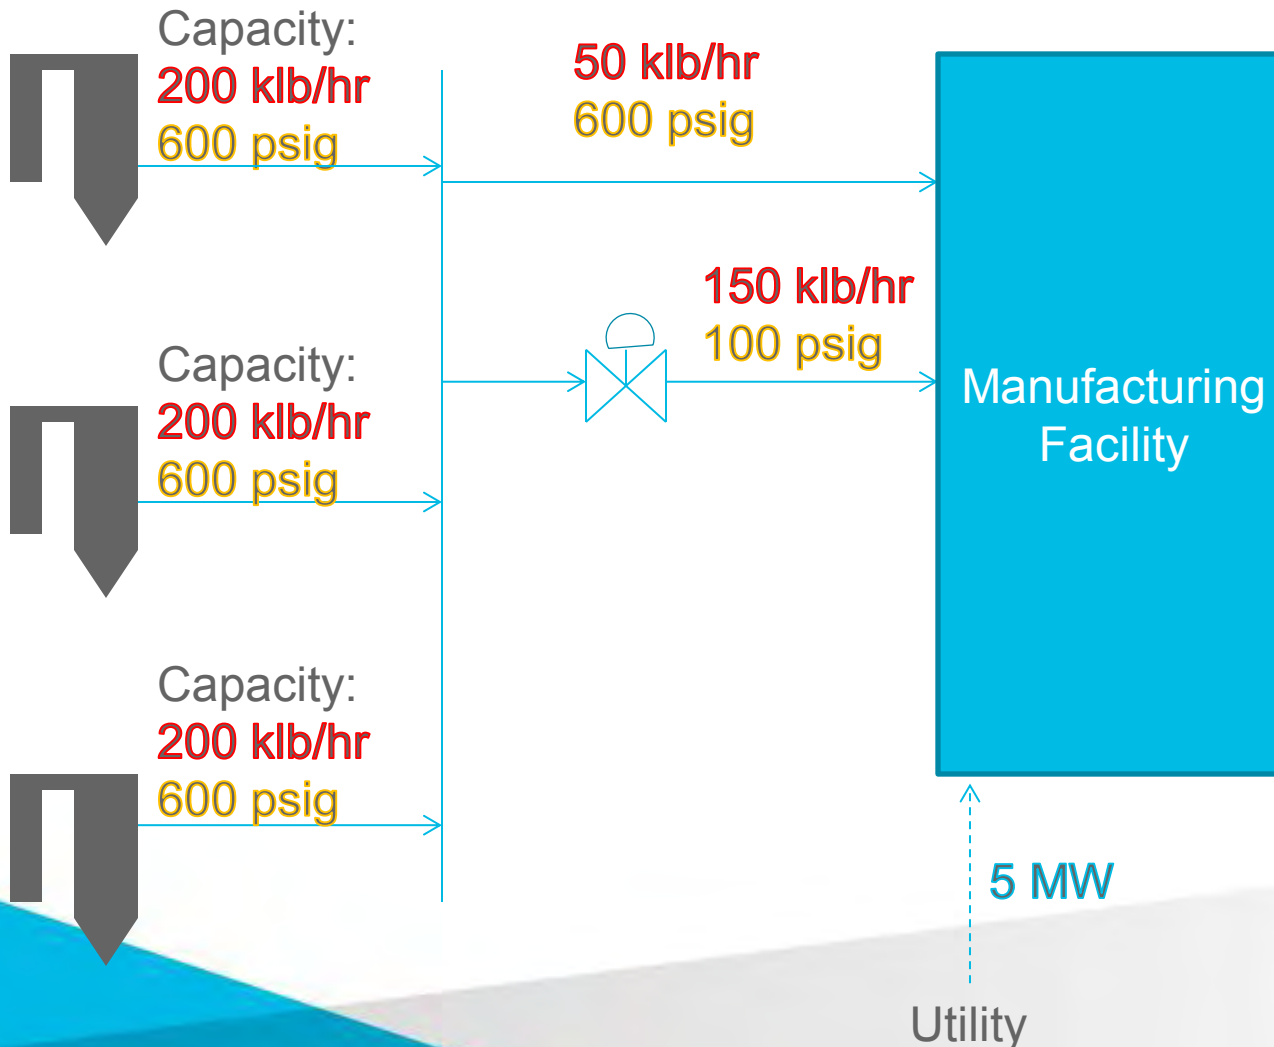 Capacity:
200 klb/hr
600 psig
50 klb/hr
600 psig
150 klb/hr
100 psig
Capacity:
200 klb/hr
600 psig
Manufacturing
Facility
Capacity:
200 klb/hr
600 psig
5 MW
Utility